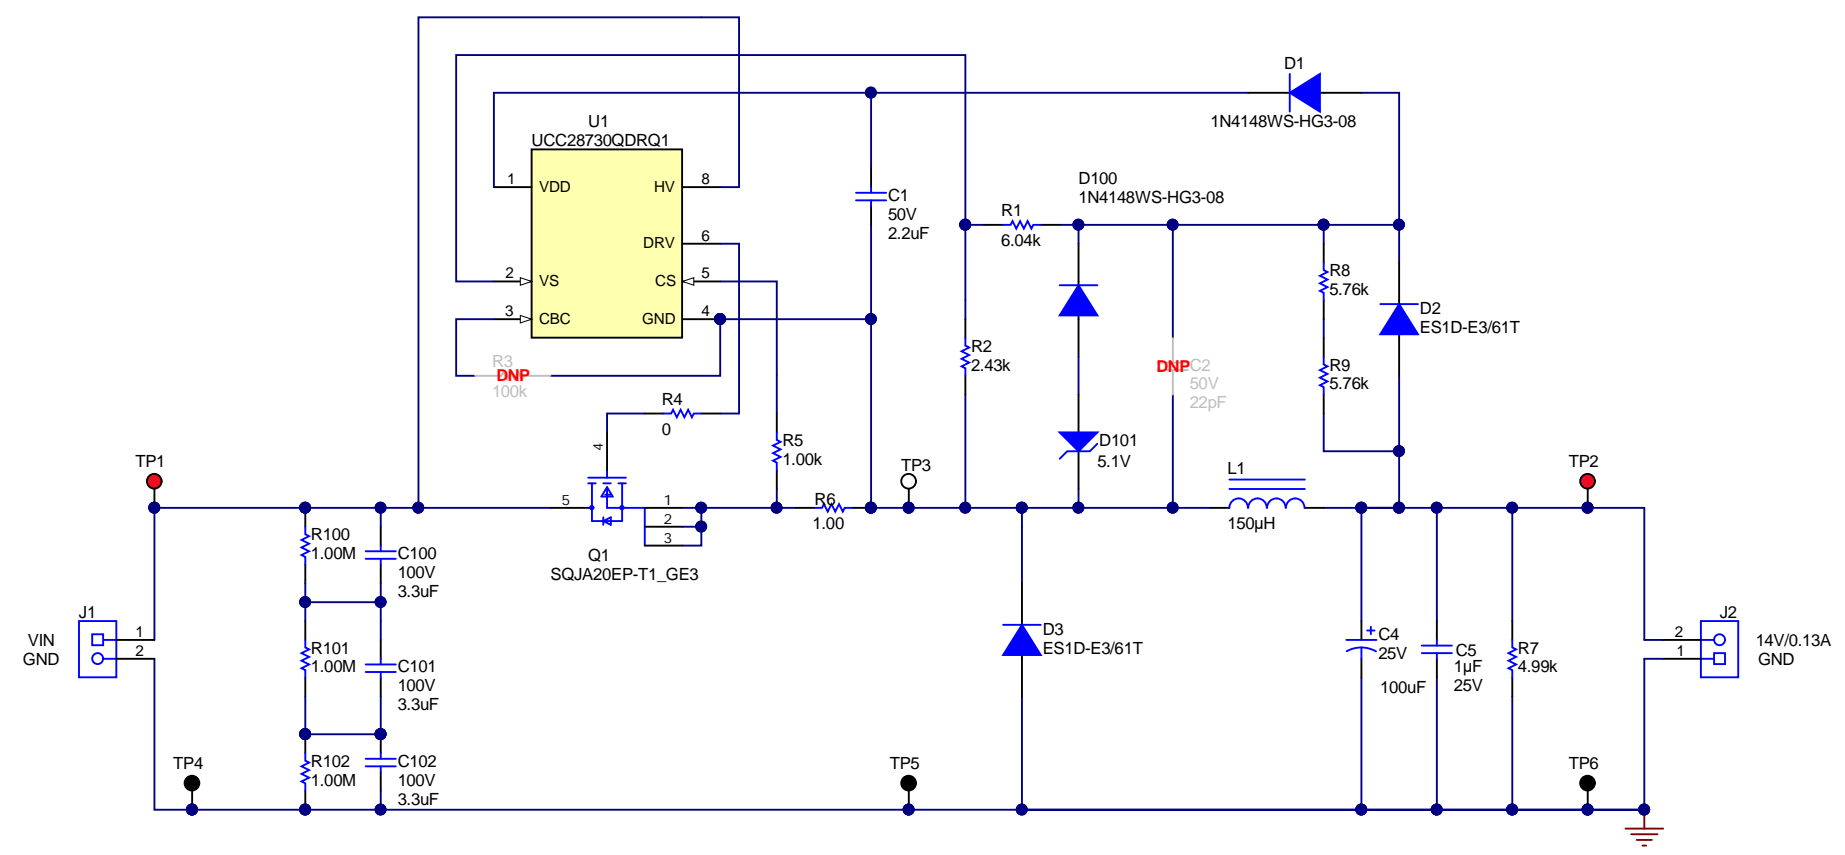 D1
1N4148WS-HG3-08
U1
UCC28730QDRQ1
1
VDD
HV
8
DRV
6
2
VS
CS
5
3
CBC
GND
4
C1
50V
2.2uF
D100
1N4148WS-HG3-08
R1
6.04k
R8
5.76k
D2
ES1D-E3/61T
R2
2.43k
R3
DNP
100k
DNP
C2
50V
22pF
R9
5.76k
R4
0
4
R5
1.00k
D101
5.1V
TP1
TP3
L1
150µH
TP2
5
1
2
3
R6
1.00
Q1
SQJA20EP-T1_GE3
R100
1.00M
C100
100V
3.3uF
J1
VIN
GND
1
2
R101
1.00M
C101
100V
3.3uF
D3
ES1D-E3/61T
+
C4
25V
100uF
C5
1µF
25V
R7
4.99k
J2
2
1
14V/0.13A
GND
TP4
R102
1.00M
C102
100V
3.3uF
TP5
TP6